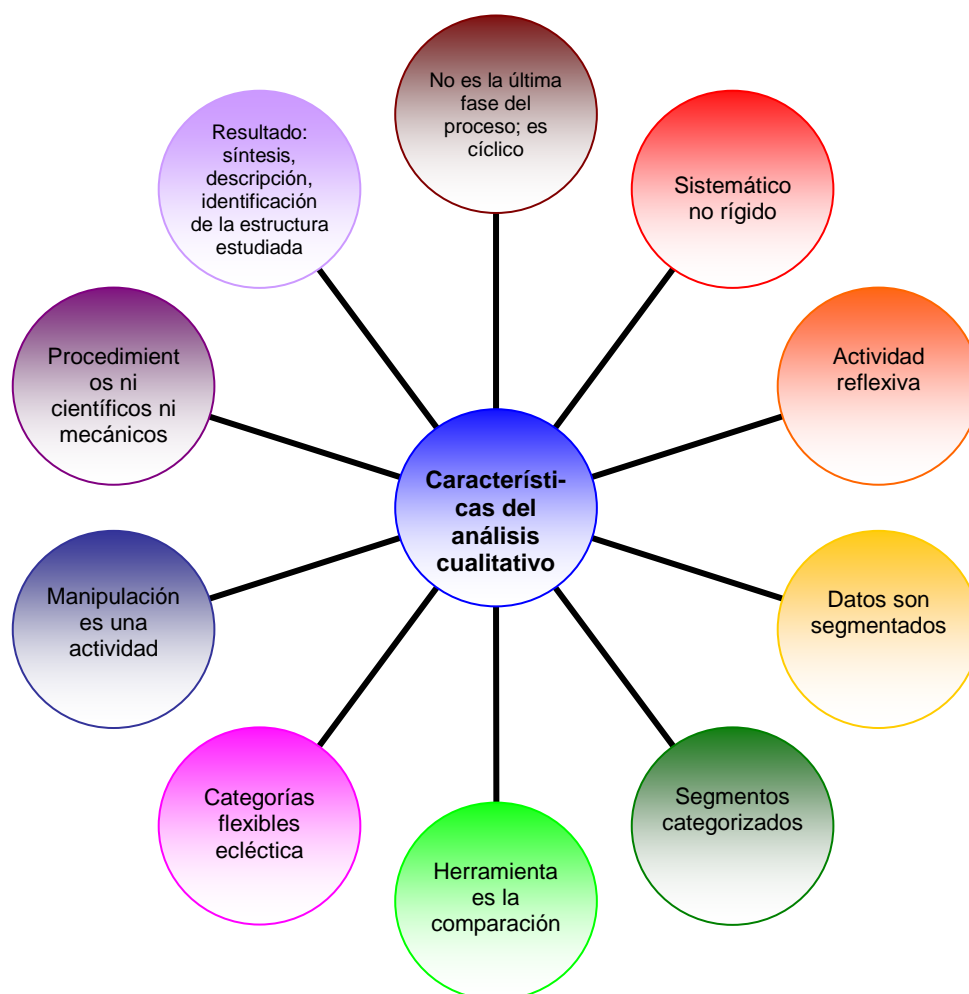 No es la última
fase del
proceso; es
cíclico
Sistemático
no rígido
Actividad
reflexiva
Datos son
segmentados
Segmentos
categorizados
Herramienta
es la
comparación
Categorías
flexibles
ecléctica
Manipulación
es una
actividad
Procedimient
os ni
científicos ni
mecánicos
Resultado:
síntesis,
descripción,
identificación
de la estructura
estudiada
Característi-
cas del
análisis
cualitativo